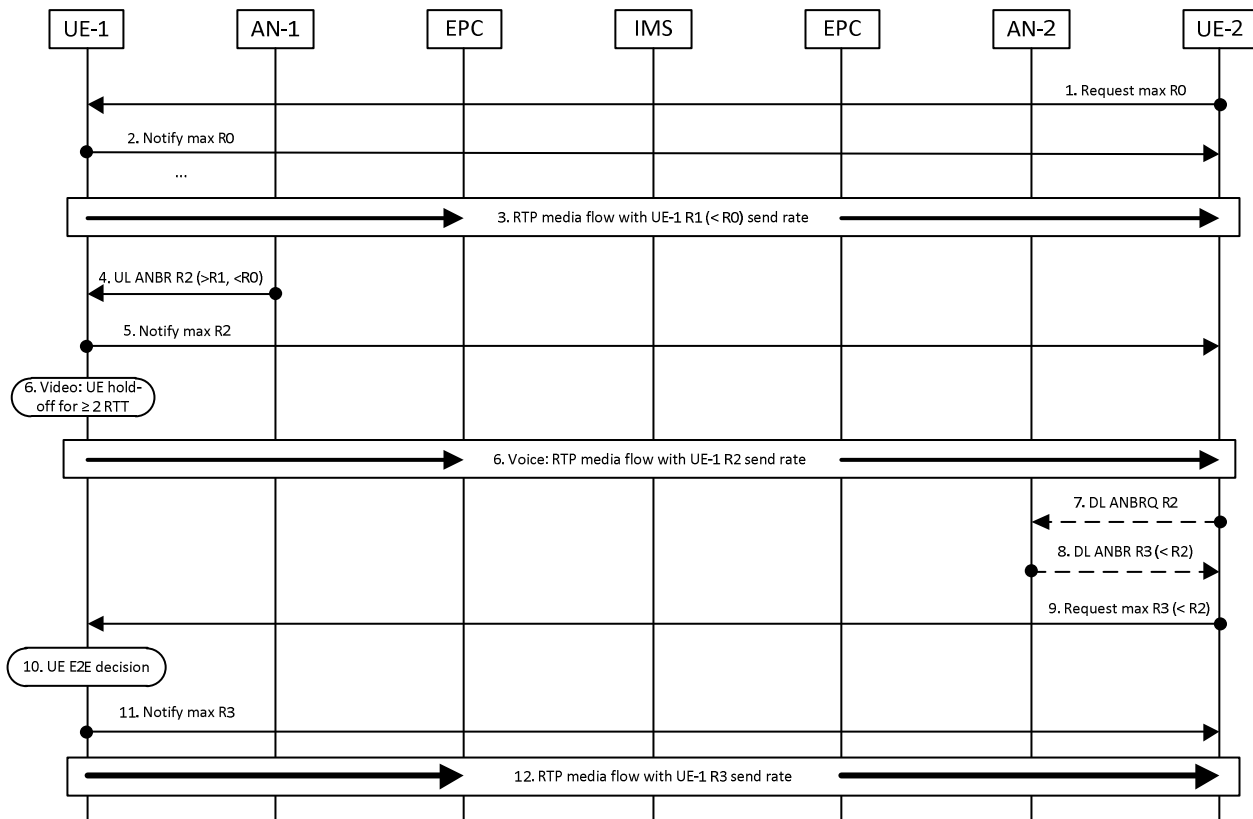 UE-1
AN-1
EPC
IMS
EPC
AN-2
UE-2
1. Request max R0
2. Notify max R0
...
3. RTP media flow with UE-1 R1 (< R0) send rate
4. UL ANBR R2 (>R1, <R0)
5. Notify max R2
6. Video: UE hold-
off for ≥ 2 RTT
6. Voice: RTP media flow with UE-1 R2 send rate
7. DL ANBRQ R2
8. DL ANBR R3 (< R2)
9. Request max R3 (< R2)
10. UE E2E decision
11. Notify max R3
12. RTP media flow with UE-1 R3 send rate